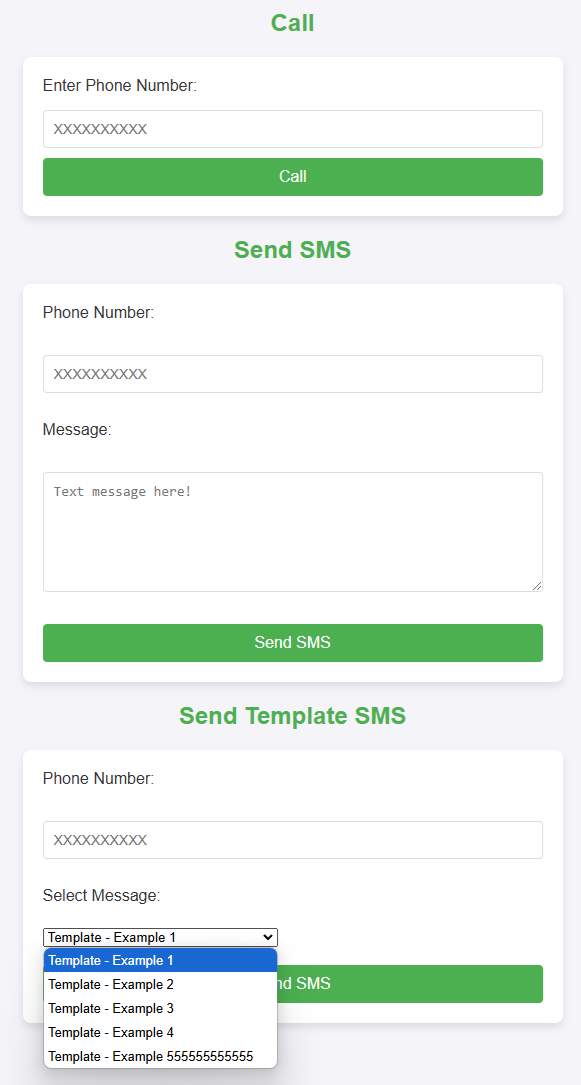 Call
Enter Phone Number:
XXXXXXXXXX
Call
Send SMS
Phone Number:
XXXXXXXXXX
Message:
Text message here!
Send SMS
Send Template SMS
Phone Number:
XXXXXXXXXX
Select Message:
Template - Example 1
Template - Example 1
Template - Example 2
nd SMS
Template - Example 3
Template - Example 4
Template - Example 555555555555